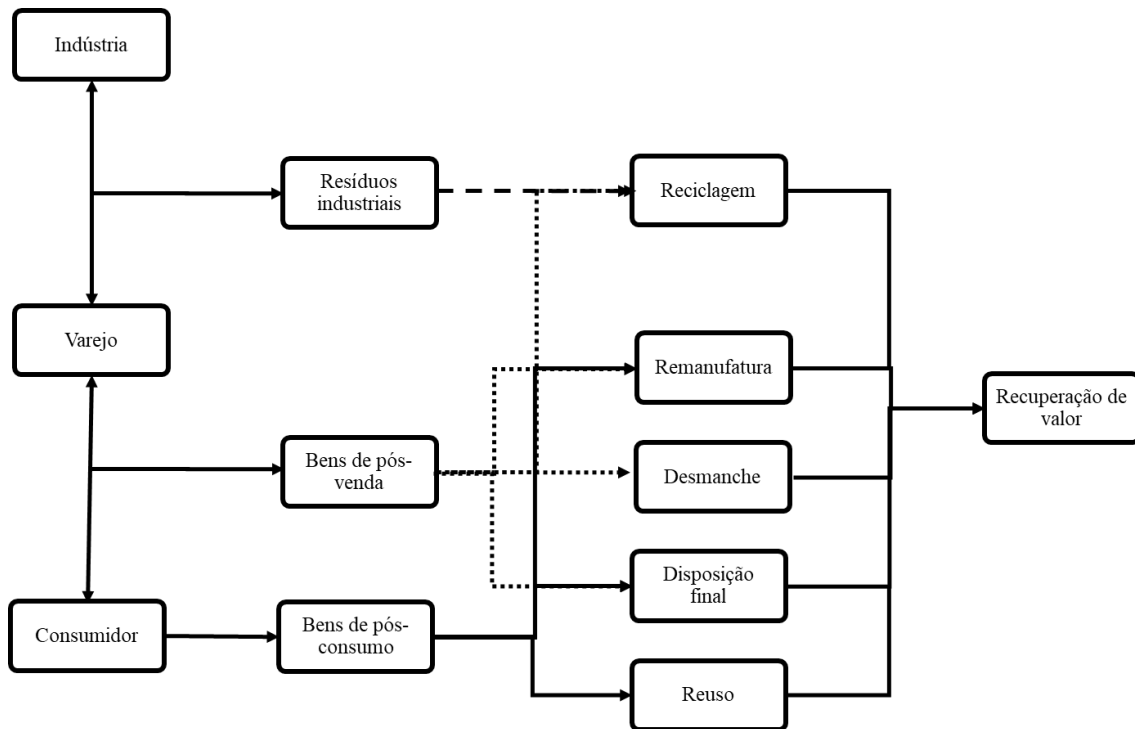 Indústria
Resíduos
industriais
Reciclagem
Varejo
Remanufatura
Recuperação de
valor
Bens de pós-
venda
Desmanche
Disposição
final
Consumidor
Bens de pós-
consumo
Reuso